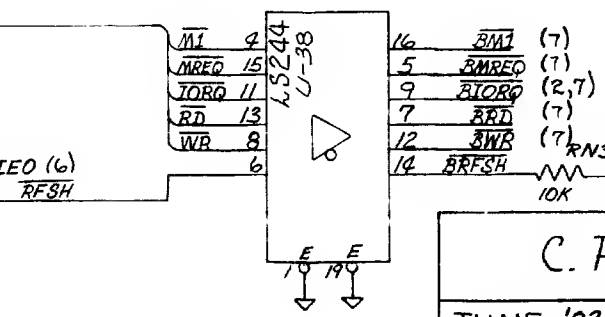 M1 4 LS244 U-38 16 BM1 (7)
MREQ 15 5 BMREQ (7)
IORQ 11 9 BIORQ (2,7)
RD 13 7 BRD (7)
WR 8 12 BWR (7)
IEO (6) 6 14 BRFSH RN3
RFSH 10K
E E
1 19
C.
JUNE '83